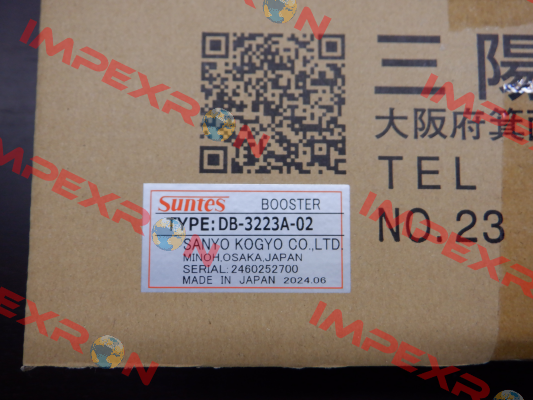 三陽
大阪府箕面
TEL
NO.23
Suntes BOOSTER
TYPE: DB-3223A-02
SANYO KOGYO CO.,LTD.
MINOH,OSAKA,JAPAN
SERIAL: 2460252700
MADE IN JAPAN 2024.06
IMPEXRON
IMPEXRON
IMPEXRON
IMPEXRON
IMPEXRON